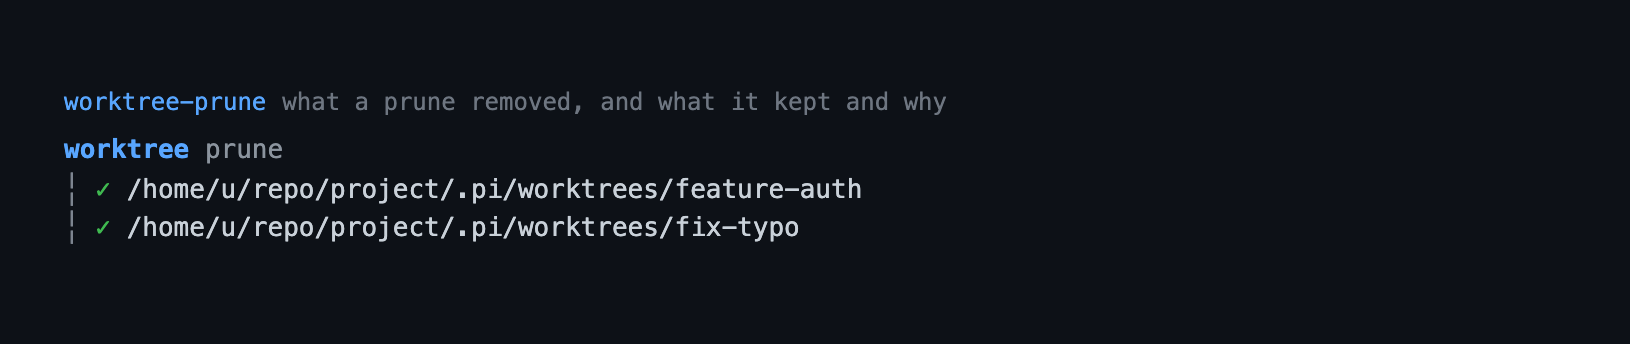 worktree-prune what a prune removed, and what it kept and why
worktree prune
¦ ✓ /home/u/repo/project/.pi/worktrees/feature-auth
¦ ✓ /home/u/repo/project/.pi/worktrees/fix-typo